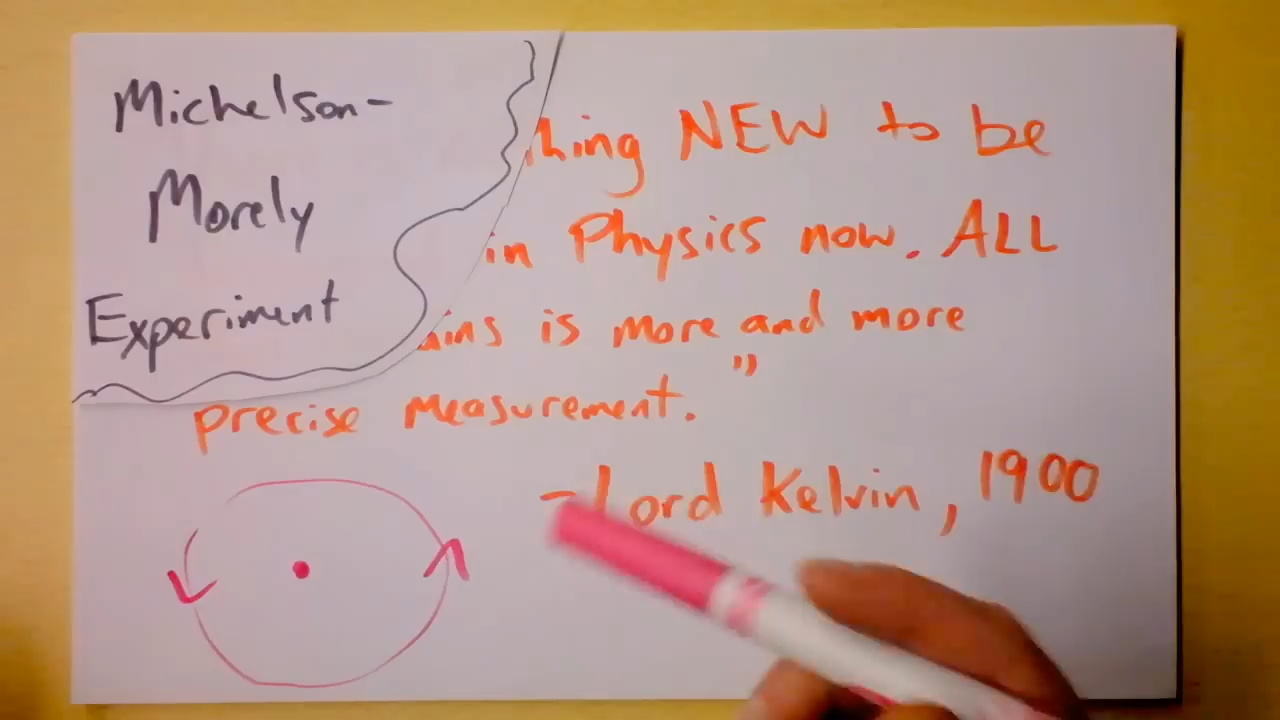 Michelson-
Morely
Experiment
thing NEW to be
in Physics now. ALL
ains is more and more
precise measurement."
-Lord Kelvin, 1900